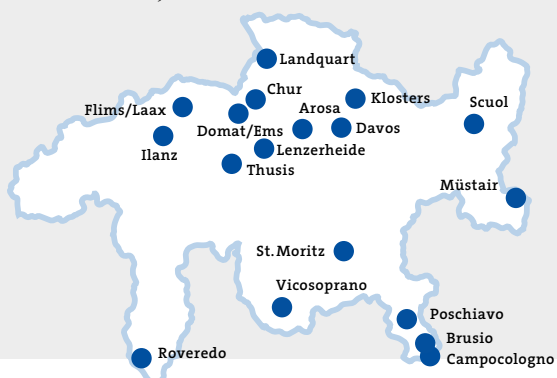 Landquart
Chur
Klosters
Flims/Laax
Arosa
Scuol
Domat/Ems
Davos
Ilanz
Lenzerheide
Thusis
Müstair
St. Moritz
Vicosoprano
Poschiavo
Brusio
Roveredo
Campocologno